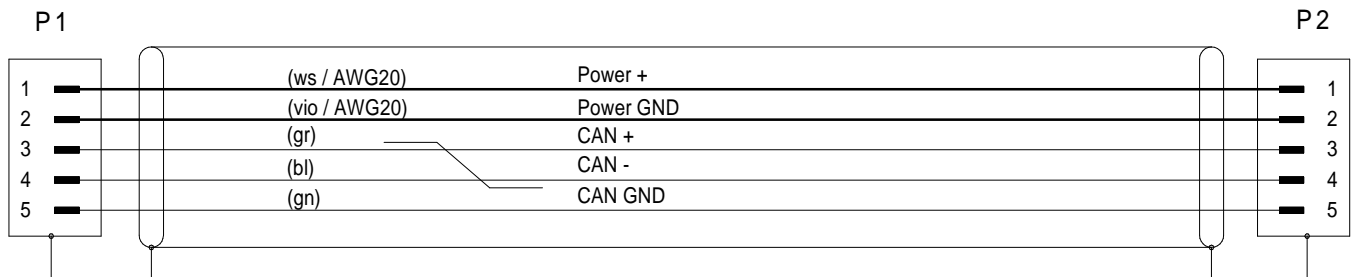 P1 P2
1 (ws / AWG20) Power + 1
2 (vio / AWG20) Power GND 2
3 (gr) CAN + 3
4 (bl) CAN - 4
5 (gn) CAN GND 5